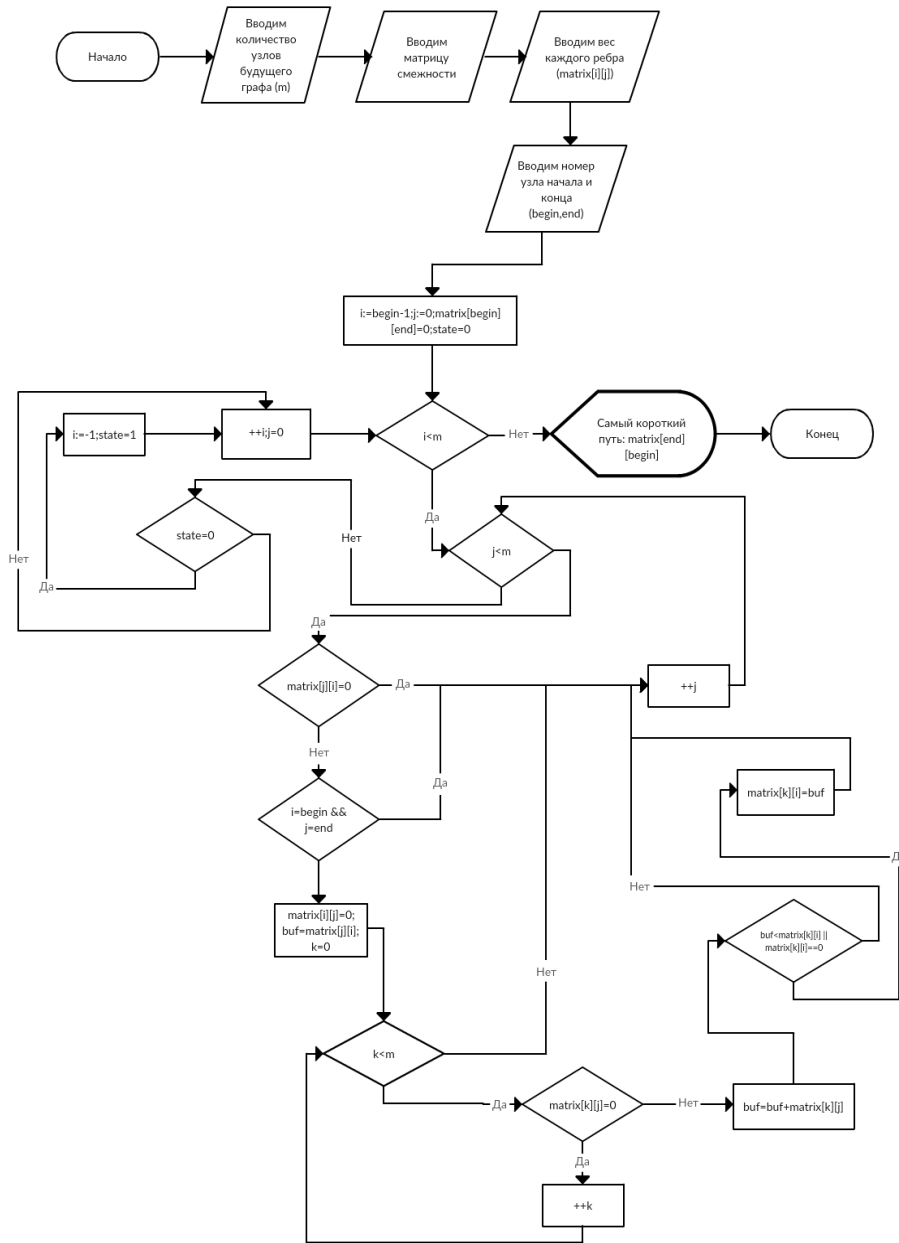 Начало
Вводим
количество
узлов
будущего
графа (m)
Вводим
матрицу
смежности
Вводим вес
каждого ребра
(matrix[i][j])
Вводим номер
узла начала и
конца
(begin,end)
i:=begin-1;j:=0;matrix[begin]
[end]=0;state=0
i:=-1;state=1
++i;j=0
i<m
Нет
Самый короткий
путь: matrix[end]
[begin]
Конец
Да
state=0
Нет
j<m
Нет
Да
Да
matrix[j][i]=0
Да
++j
Нет
Да
i=begin &&
j=end
matrix[k][i]=buf
Нет
matrix[i][j]=0;
buf=matrix[j][i];
k=0
buf<matrix[k][i] ||
matrix[k][i]==0
Нет
k<m
Да
matrix[k][j]=0
Нет
buf=buf+matrix[k][j]
Да
++k